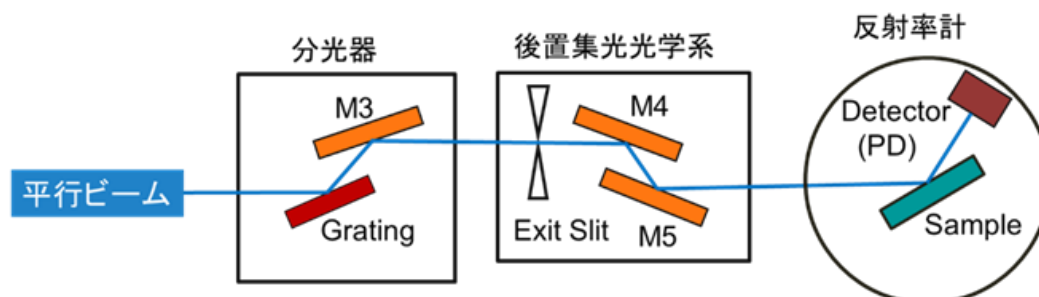 分光器
後置集光光学系
反射率計
M3
M4
Detector
(PD)
平行ビーム
Grating
Exit Slit
M5
Sample